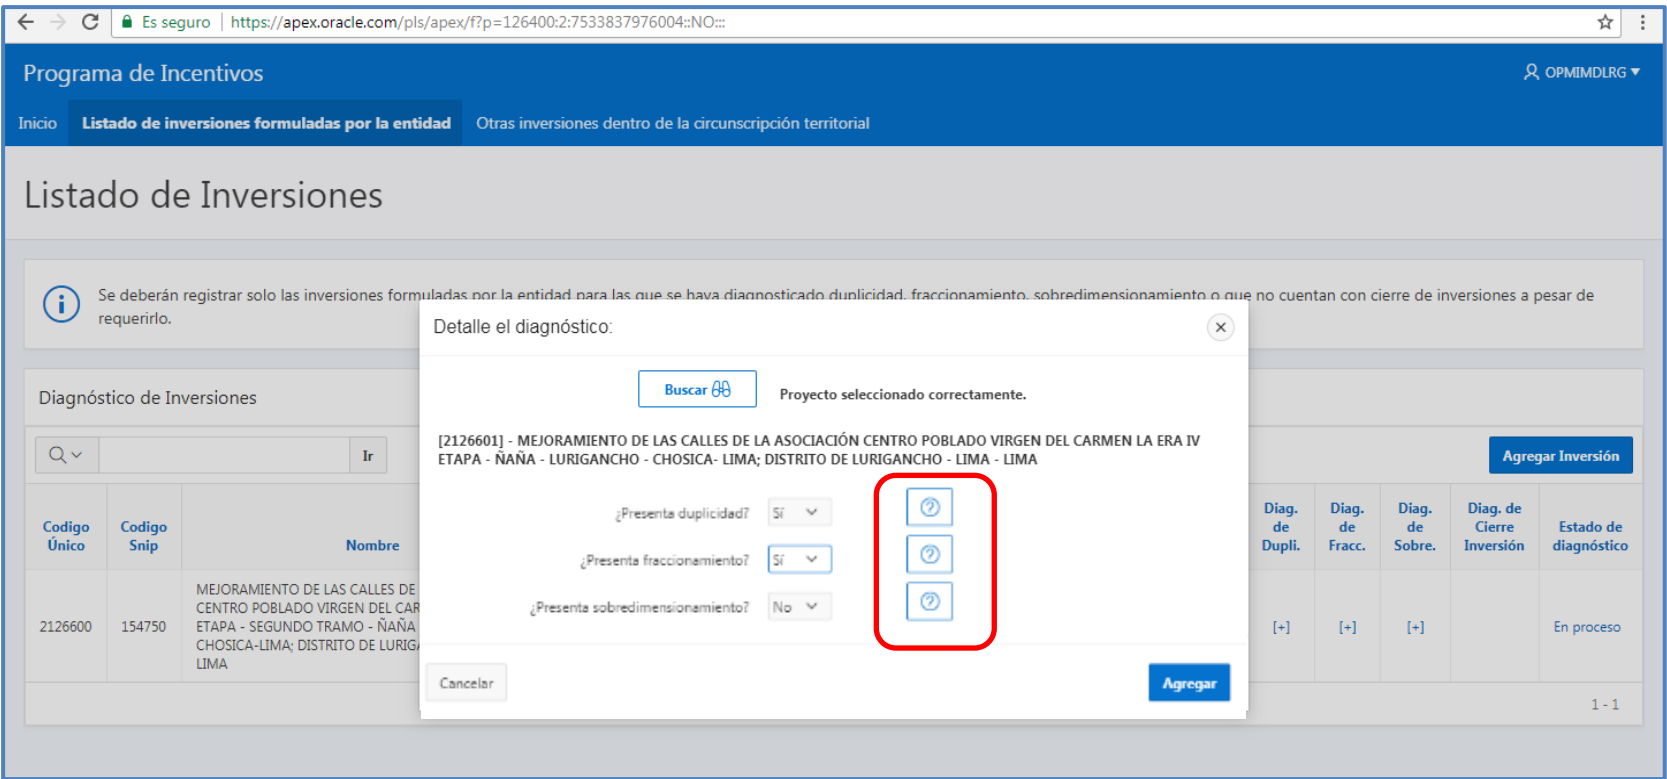 Es seguro | https://apex.oracle.com/pls/apex/f?p=126400:2:7533837976004::NO:::
Programa de Incentivos
OPMIMDLRG
Inicio
Listado de inversiones formuladas por la entidad
Otras inversiones dentro de la circunscripción territorial
Listado de Inversiones
Se deberán registrar solo las inversiones formuladas por la entidad para las que se haya diagnosticado duplicidad, fraccionamiento, sobredimensionamiento o que no cuentan con cierre de inversiones a pesar de
requerirlo.
Detalle el diagnóstico:
Buscar
Proyecto seleccionado correctamente.
[2126601] - MEJORAMIENTO DE LAS CALLES DE LA ASOCIACIÓN CENTRO POBLADO VIRGEN DEL CARMEN LA ERA IV
ETAPA - ÑAÑA - LURIGANCHO - CHOSICA- LIMA; DISTRITO DE LURIGANCHO - LIMA - LIMA
¿Presenta duplicidad? Sí
¿Presenta fraccionamiento? Sí
¿Presenta sobredimensionamiento? No
Cancelar
Agregar
Diagnóstico de Inversiones
Ir
Agregar Inversión
Codigo
Único
Codigo
Snip
Nombre
Diag.
de
Dupli.
Diag.
de
Fracc.
Diag.
de
Sobre.
Diag. de
Cierre
Inversión
Estado de
diagnóstico
2126600
154750
MEJORAMIENTO DE LAS CALLES DE
CENTRO POBLADO VIRGEN DEL CAR
ETAPA - SEGUNDO TRAMO - ÑAÑA
CHOSICA-LIMA; DISTRITO DE LURIGA
LIMA
[+]
[+]
[+]
En proceso
1 - 1